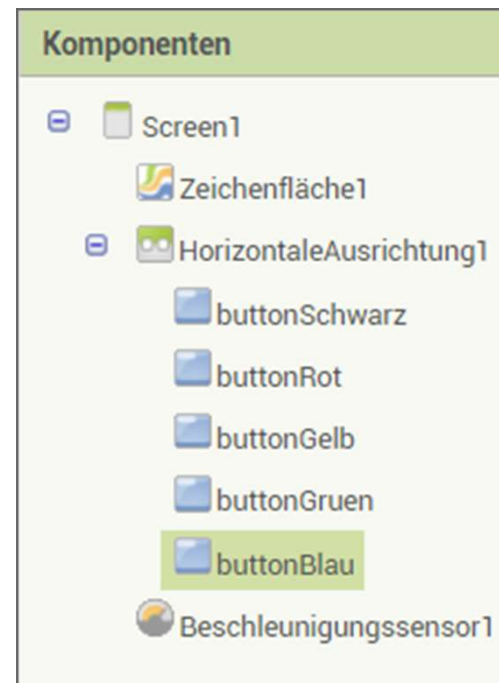 Komponenten
Screen1
Zeichenfläche1
HorizontaleAusrichtung1
buttonSchwarz
buttonRot
buttonGelb
buttonGruen
buttonBlau
Beschleunigungssensor1